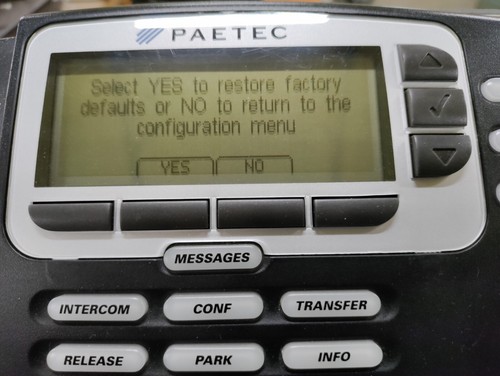 PAETEC
Select YES to restore factory
defaults or NO to return to the
configuration menu
YES NO
MESSAGES
INTERCOM CONF TRANSFER
RELEASE PARK INFO